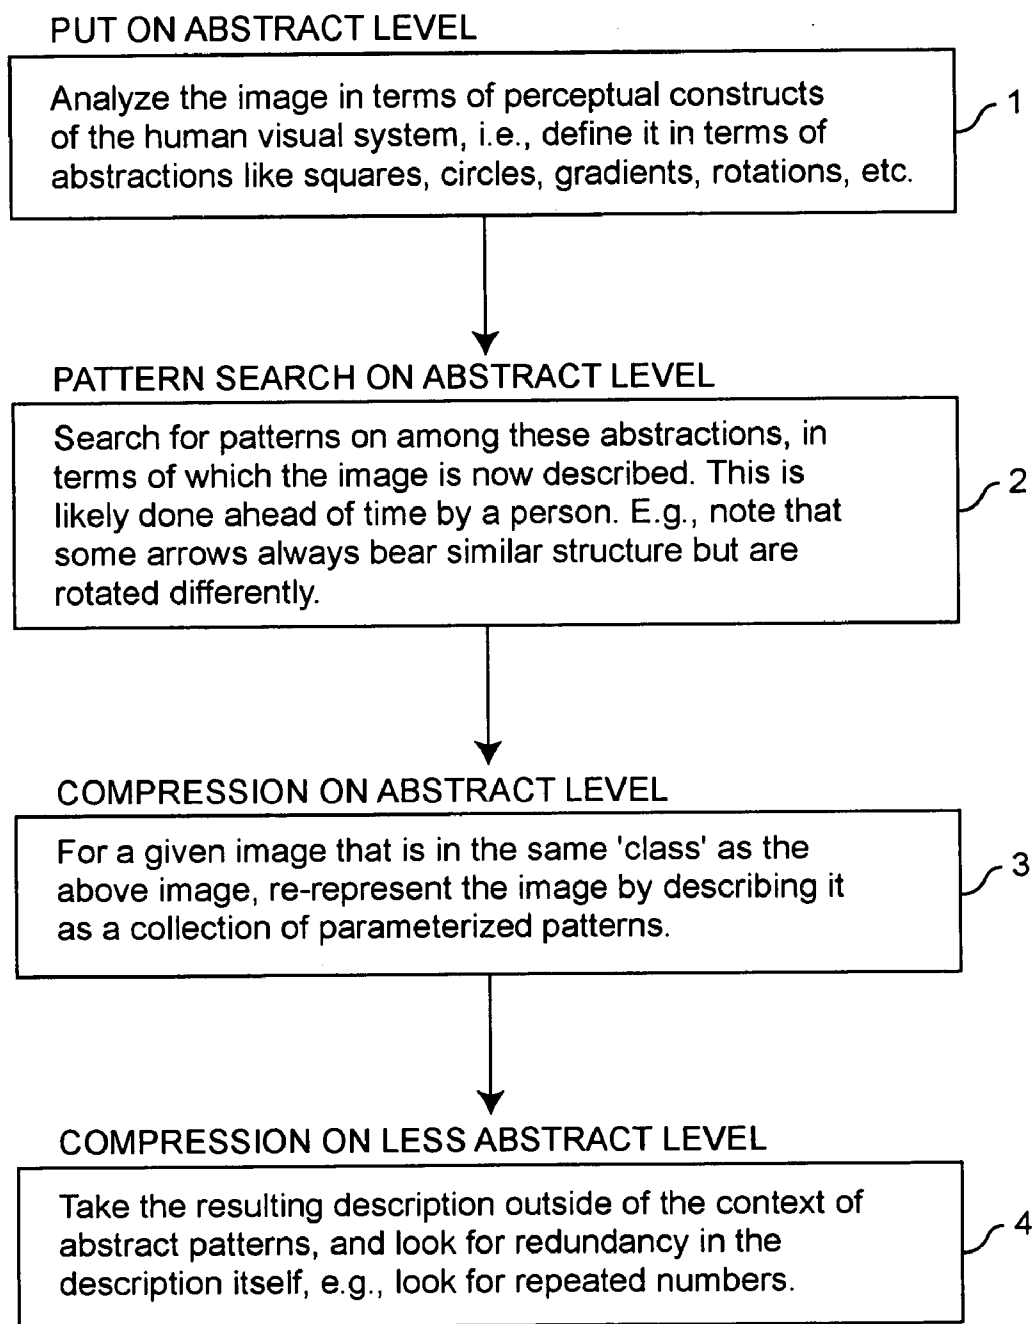 PUT ON ABSTRACT LEVEL
Analyze the image in terms of perceptual constructs
of the human visual system, i.e., define it in terms of
abstractions like squares, circles, gradients, rotations, etc.
1
PATTERN SEARCH ON ABSTRACT LEVEL
Search for patterns on among these abstractions, in
terms of which the image is now described. This is
likely done ahead of time by a person. E.g., note that
some arrows always bear similar structure but are
rotated differently.
2
COMPRESSION ON ABSTRACT LEVEL
For a given image that is in the same 'class' as the
above image, re-represent the image by describing it
as a collection of parameterized patterns.
3
COMPRESSION ON LESS ABSTRACT LEVEL
Take the resulting description outside of the context of
abstract patterns, and look for redundancy in the
description itself, e.g., look for repeated numbers.
4